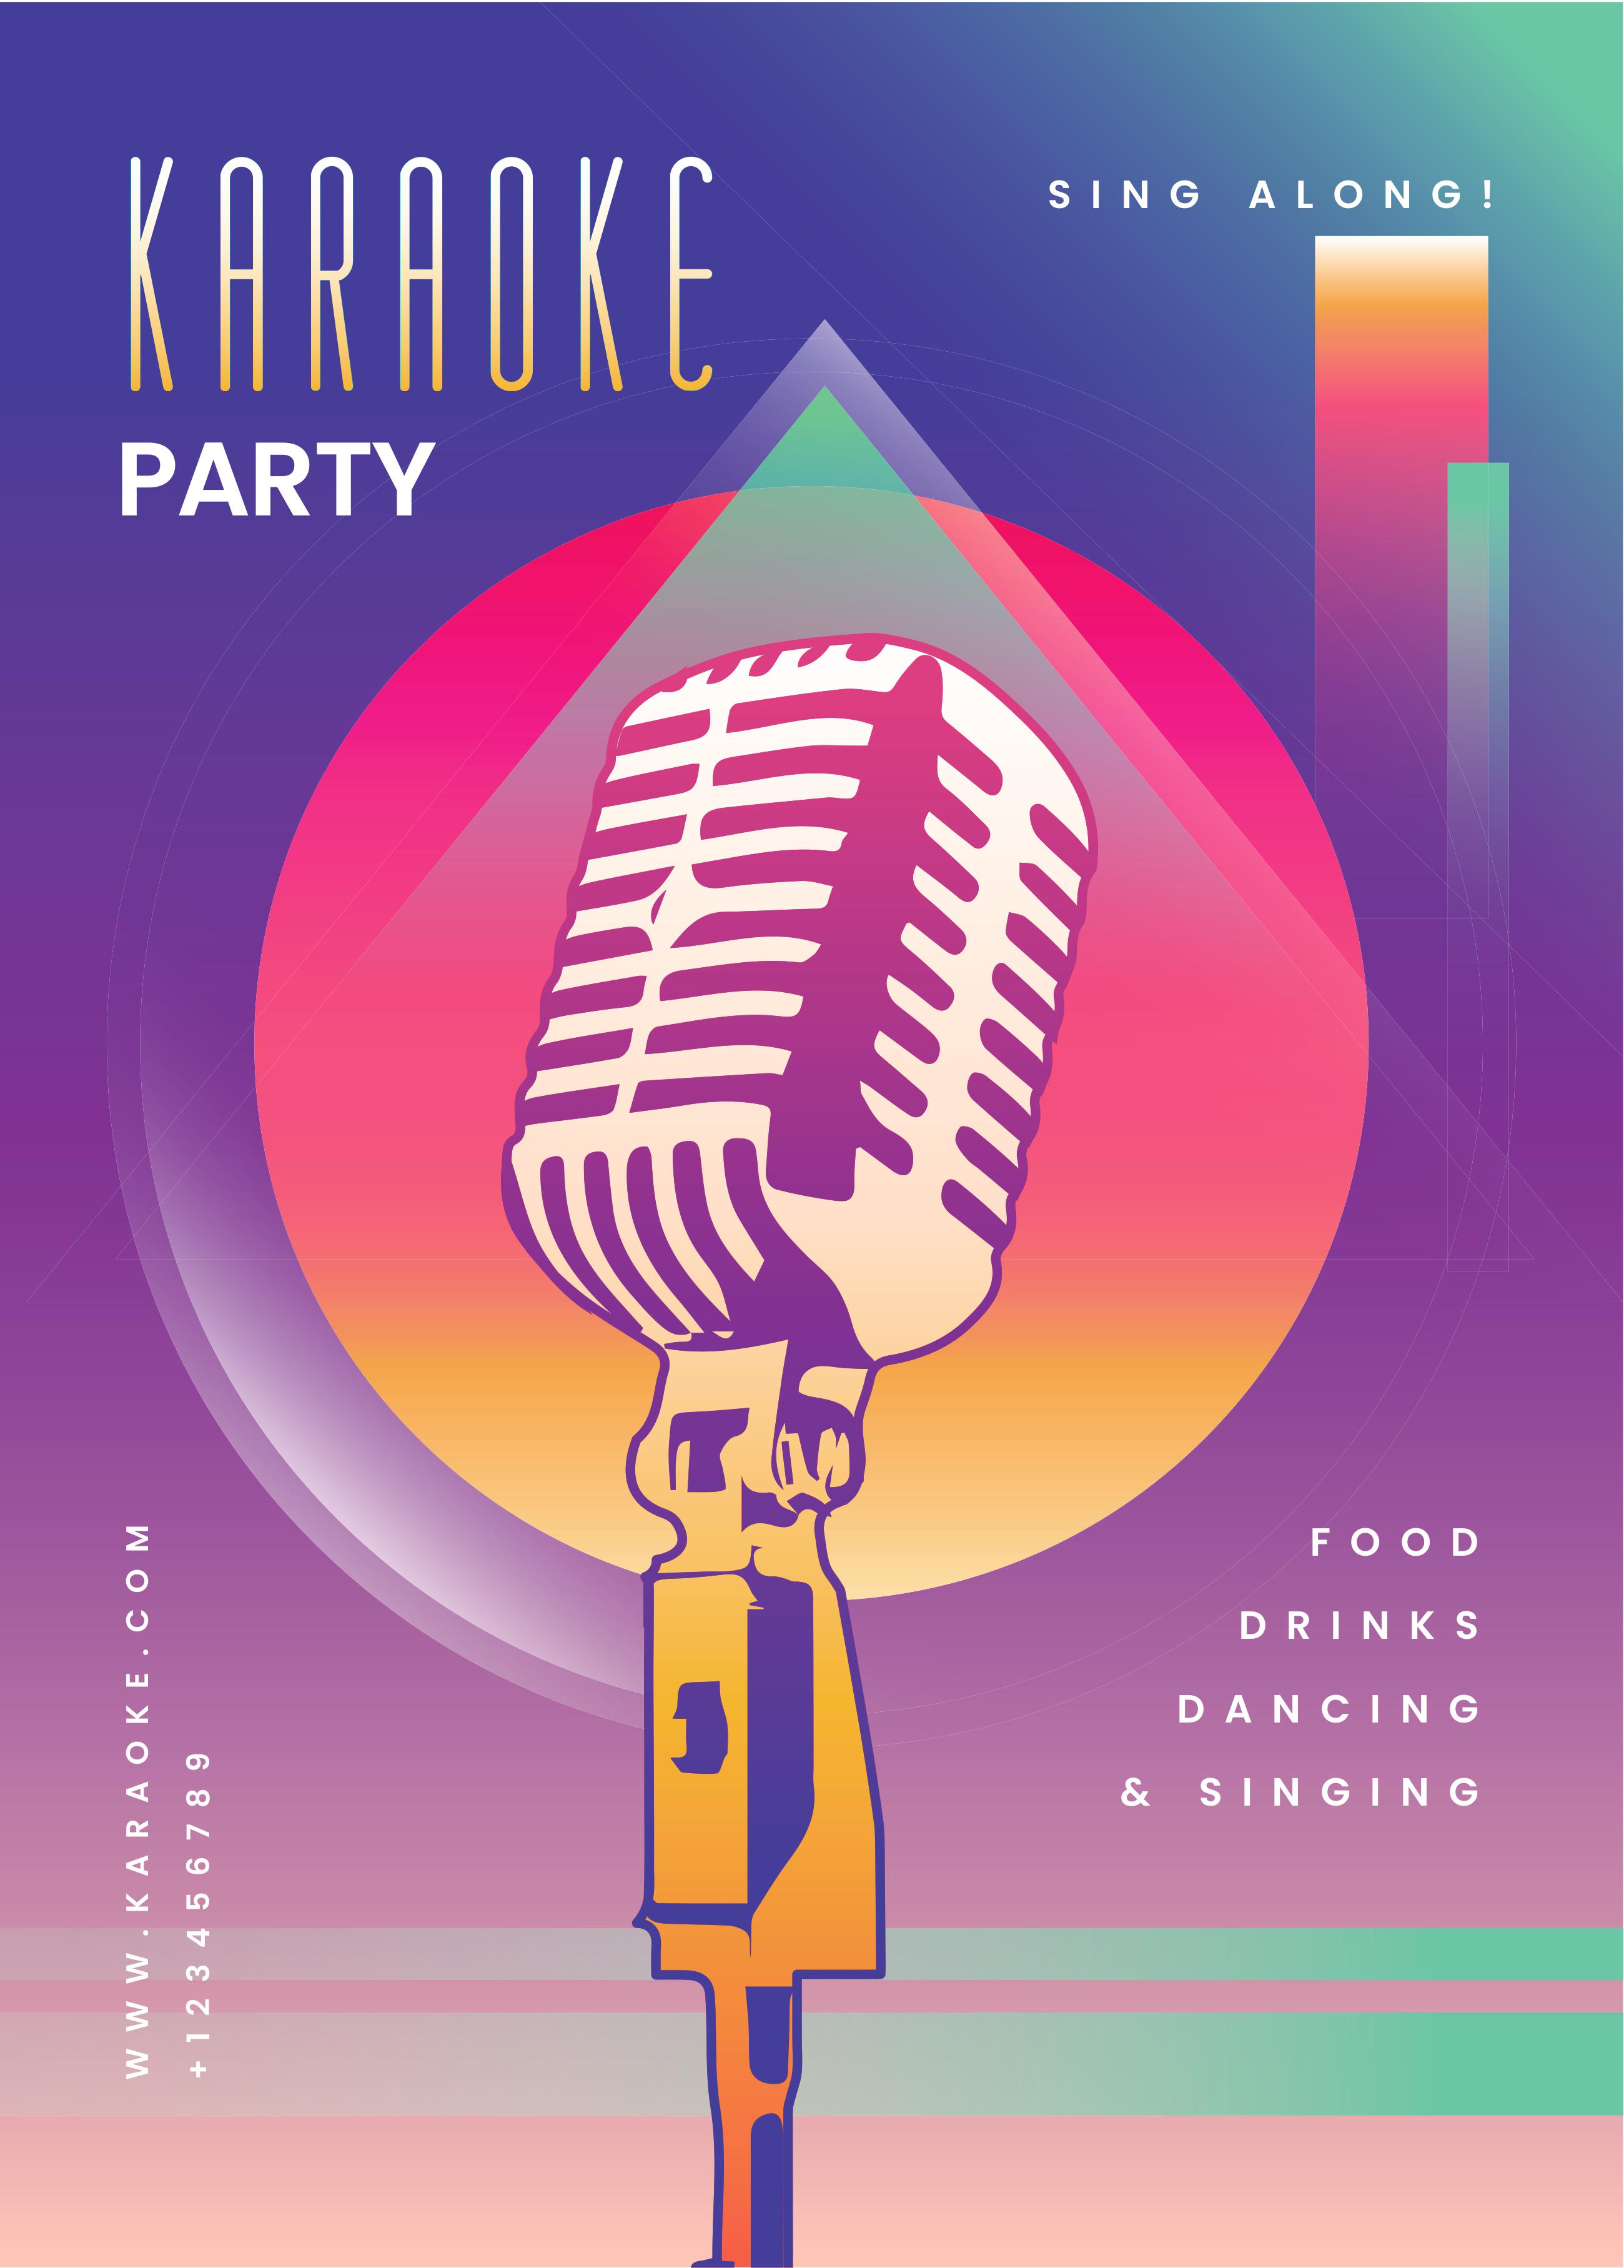 KARAOKE
PARTY
SING ALONG!
FOOD
DRINKS
DANCING
& SINGING
WWW.KARAOKE.COM
+123456789